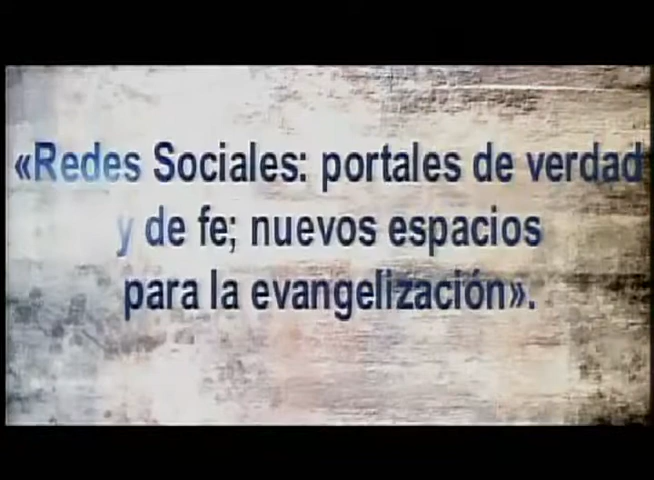 «Redes Sociales: portales de verdad
y de fe; nuevos espacios
para la evangelización».